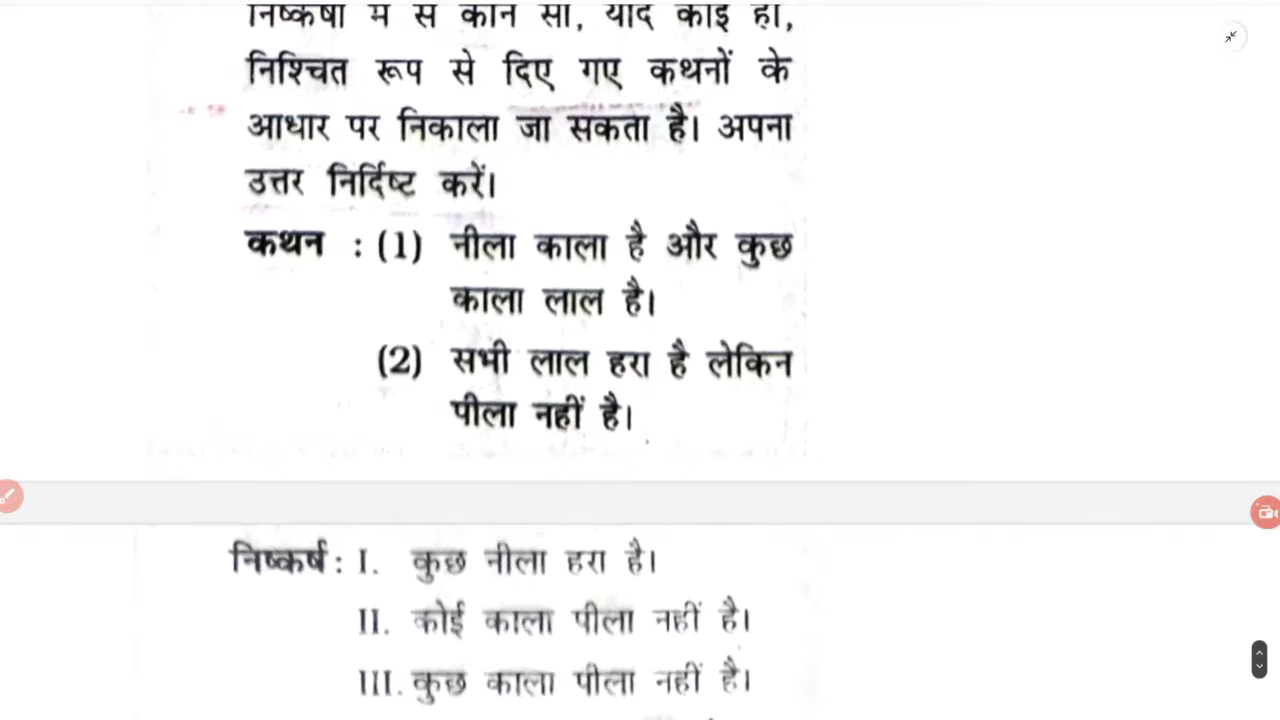 निष्कर्षों में से कौन सा, यदि कोई हो,
निश्चित रूप से दिए गए कथनों के
आधार पर निकाला जा सकता है। अपना
उत्तर निर्दिष्ट करें।
कथन : (1) नीला काला है और कुछ
काला लाल है।
(2) सभी लाल हरा है लेकिन
पीला नहीं है।
निष्कर्ष : I. कुछ नीला हरा है।
II. कोई काला पीला नहीं है।
III. कुछ काला पीला नहीं है।